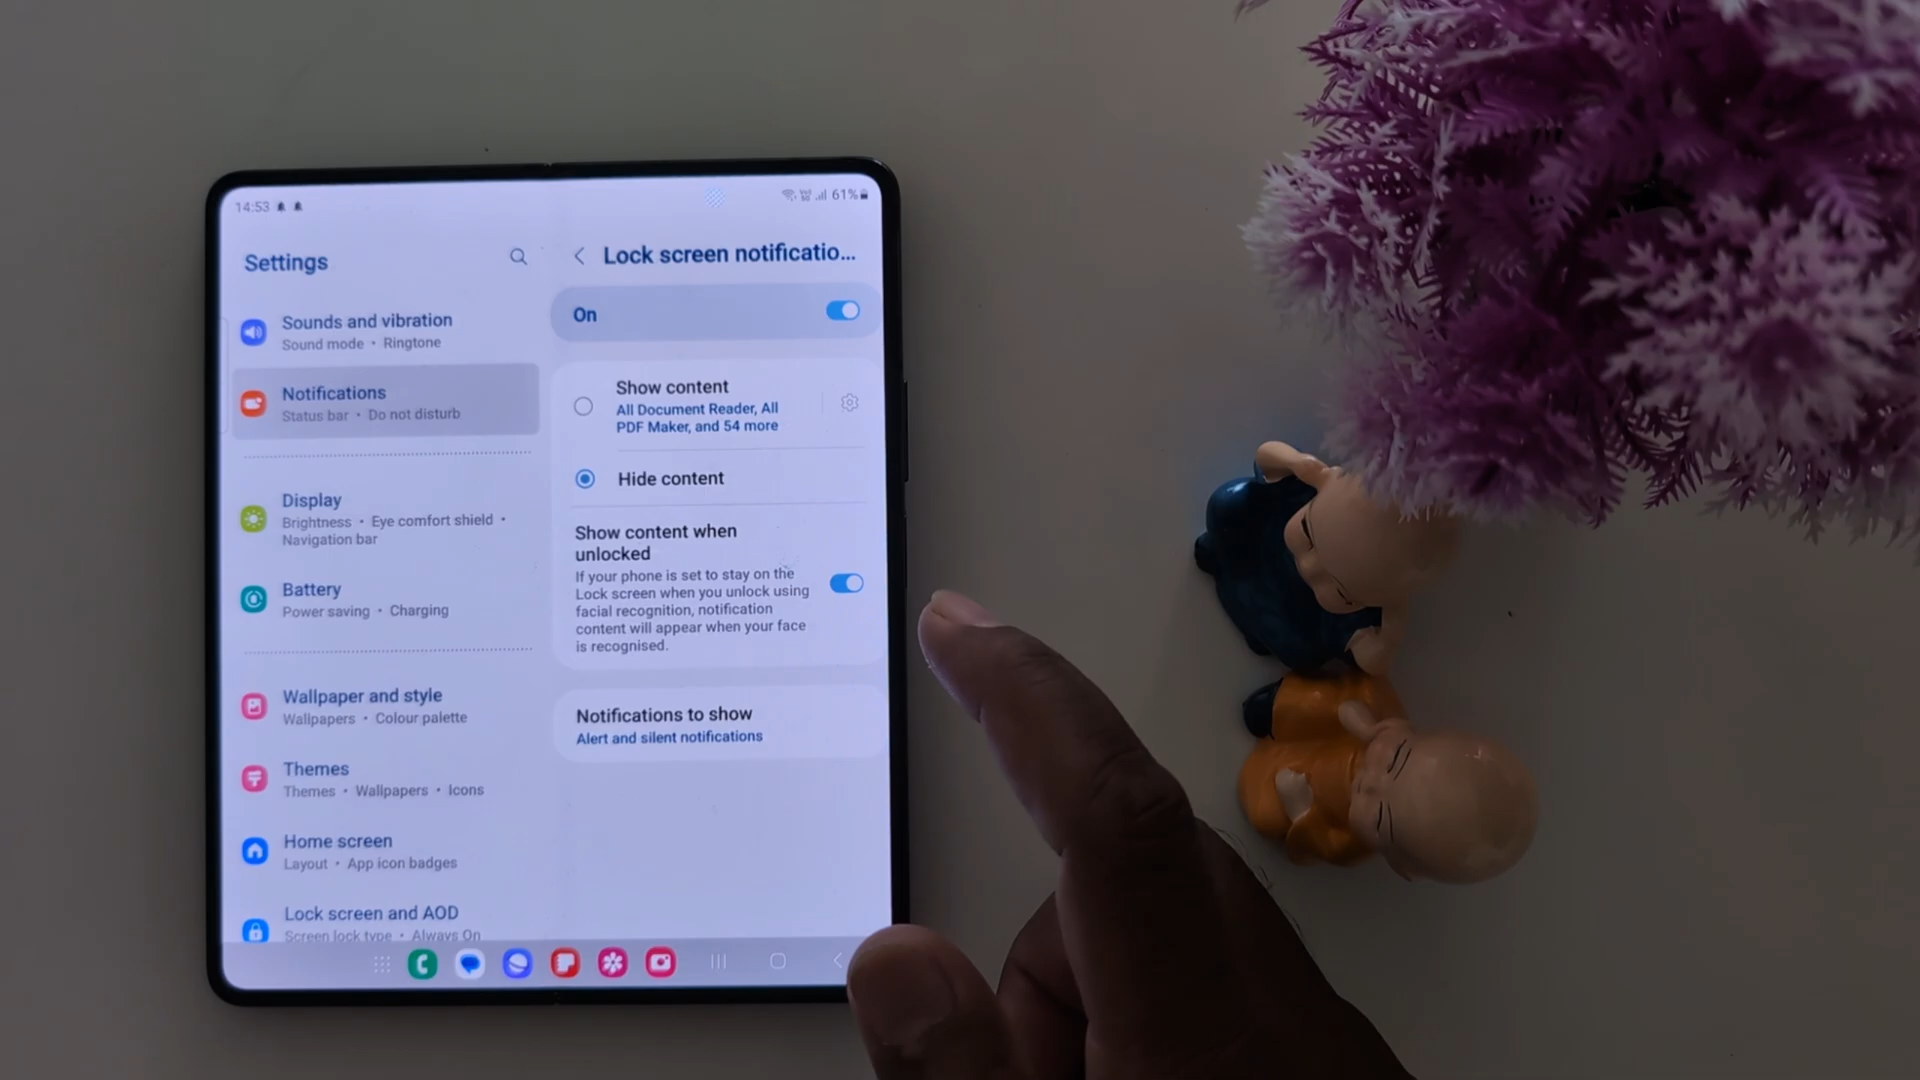 14:53
61%
Settings
Sounds and vibration
Sound mode • Ringtone
Notifications
Status bar • Do not disturb
Display
Brightness • Eye comfort shield •
Navigation bar
Battery
Power saving • Charging
Wallpaper and style
Wallpapers • Colour palette
Themes
Themes • Wallpapers • Icons
Home screen
Layout • App icon badges
Lock screen and AOD
Screen lock type • Always On
Lock screen notificatio...
On
Show content
All Document Reader, All
PDF Maker, and 54 more
Hide content
Show content when
unlocked
If your phone is set to stay on the
Lock screen when you unlock using
facial recognition, notification
content will appear when your face
is recognised.
Notifications to show
Alert and silent notifications